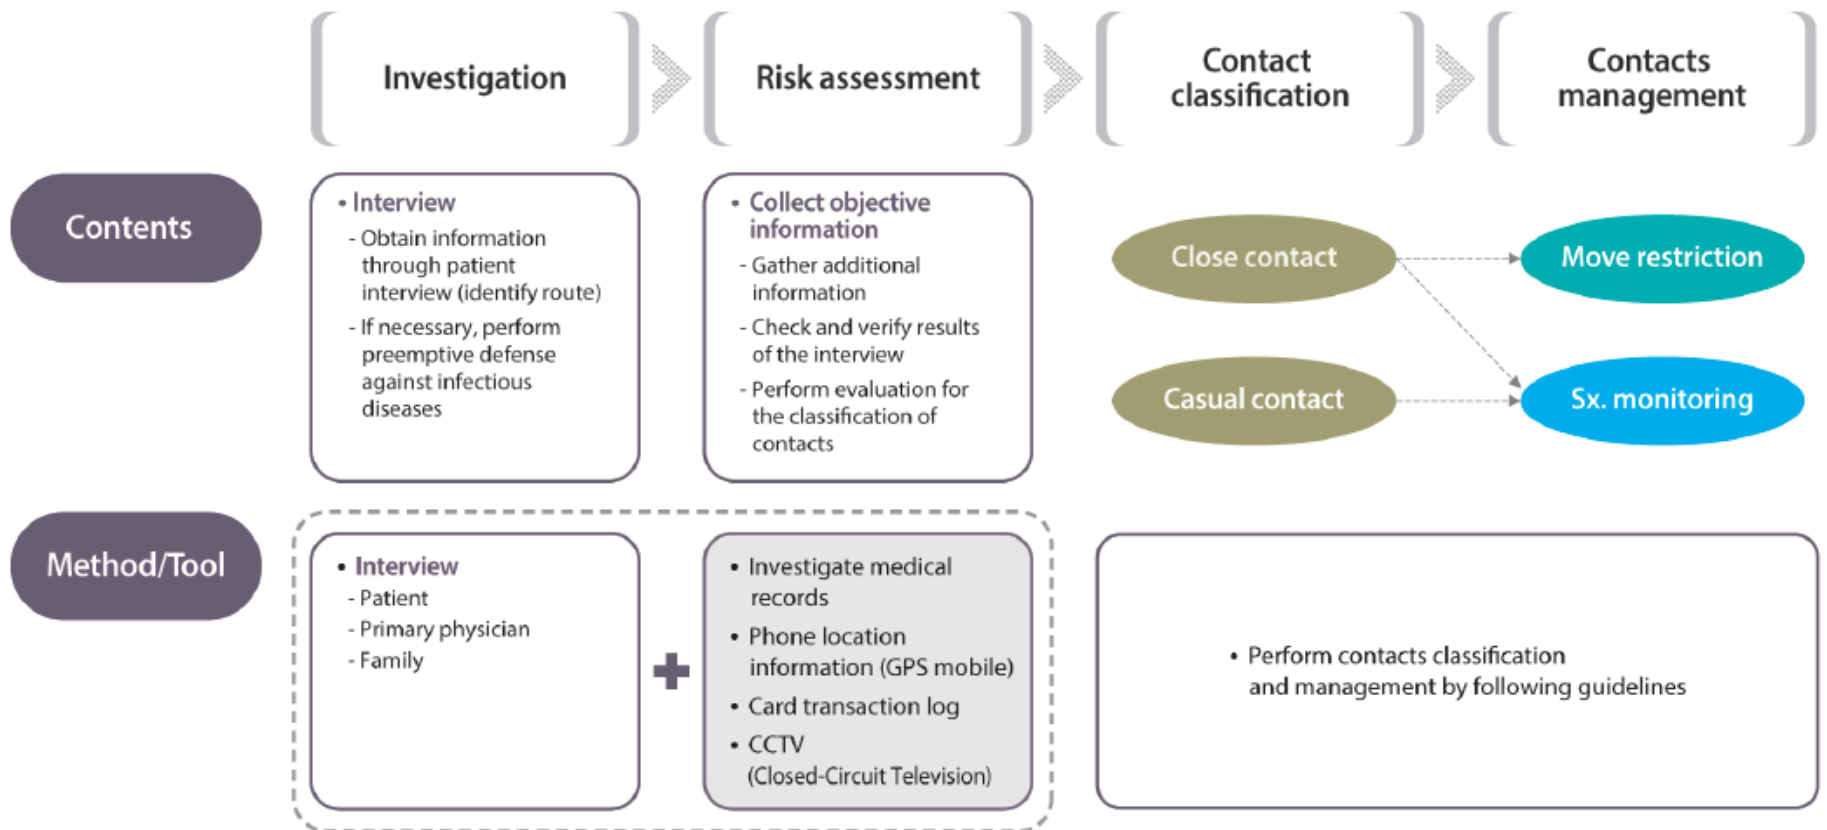 Investigation
Risk assessment
Contact
classification
Contacts
management
Contents
• Interview
- Obtain information
through patient
interview (identify route)
- If necessary, perform
preemptive defense
against infectious
diseases
• Collect objective
information
- Gather additional
information
- Check and verify results
of the interview
- Perform evaluation for
the classification of
contacts
Close contact
Move restriction
Casual contact
Sx. monitoring
Method/Tool
• Interview
- Patient
- Primary physician
- Family
• Investigate medical
records
• Phone location
information (GPS mobile)
• Card transaction log
• CCTV
(Closed-Circuit Television)
• Perform contacts classification
and management by following guidelines